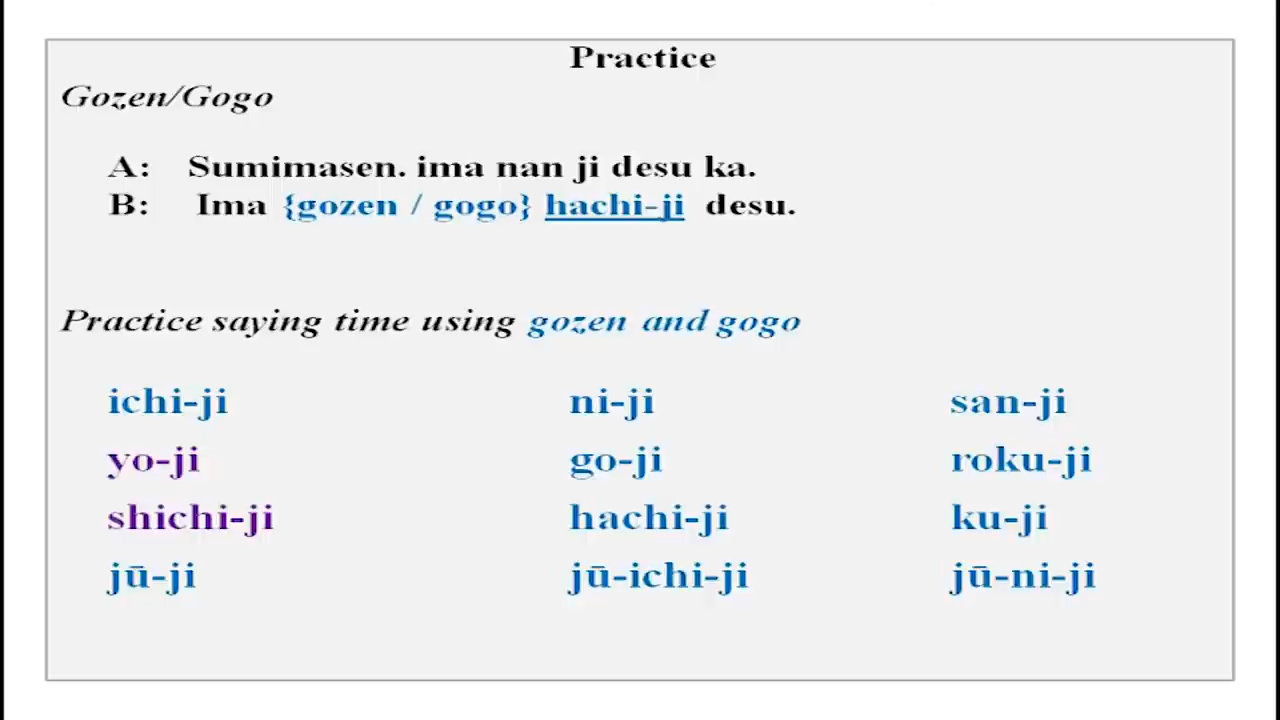 Practice
Gozen/Gogo
A: Sumimasen. ima nan ji desu ka.
B: Ima {gozen / gogo} hachi-ji desu.
Practice saying time using gozen and gogo
ichi-ji ni-ji san-ji
yo-ji go-ji roku-ji
shichi-ji hachi-ji ku-ji
jū-ji jū-ichi-ji jū-ni-ji